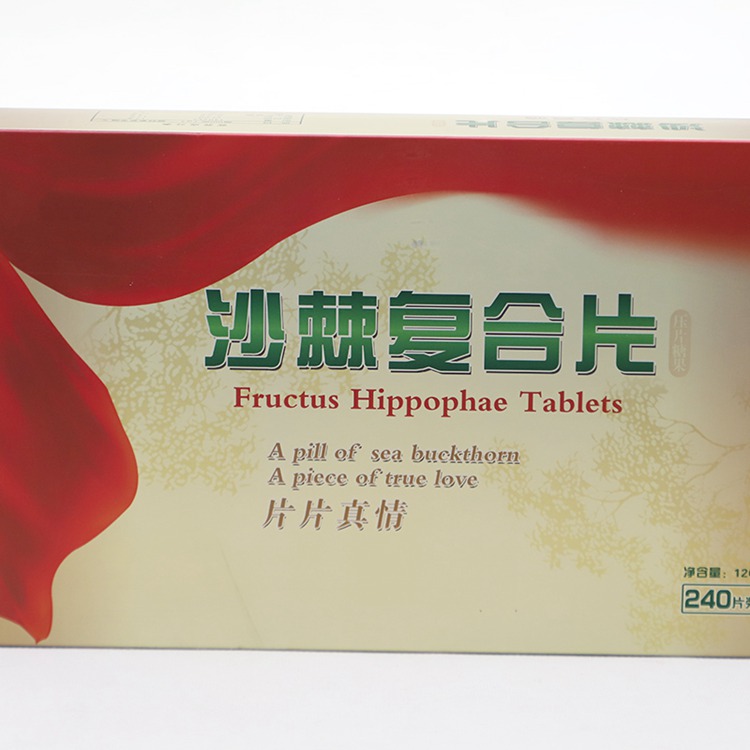 沙棘复合片
Fructus Hippophae Tablets
A pill of sea buckthorn
A piece of true love
片片真情
净含量：
240片